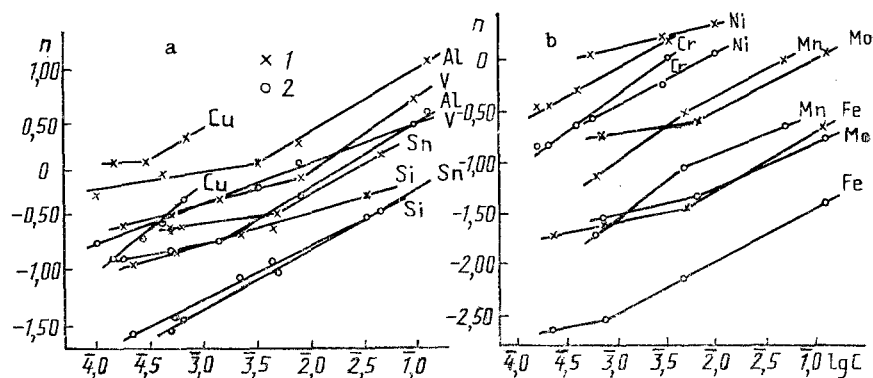 n
a
× 1
○ 2
1,00
0,50
0
-0,50
-1,00
-1,50
Al
V
Al
V
Sn
Si
Sn
Si
Cu
Cu
4̄,0 4̄,5 3̄,0 3̄,5 2̄,0 2̄,5 1̄,0
n
b
0
-0,50
-1,00
-1,50
-2,00
-2,50
Ni
Cr
Ni
Cr
Mn
Mo
Mn
Fe
Mo
Fe
4̄,0 4̄,5 3̄,0 3̄,5 2̄,0 2̄,5 1̄,0 lgC